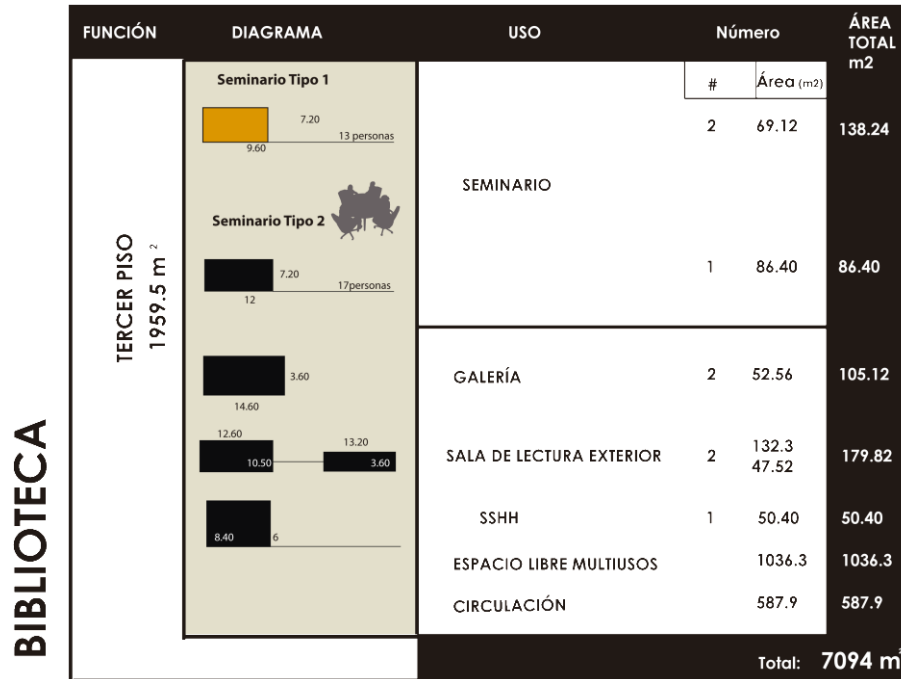 FUNCIÓN DIAGRAMA USO Número ÁREA TOTAL m2
# Área (m2)
BIBLIOTECA
TERCER PISO
1959.5 m ²
Seminario Tipo 1
7.20
13 personas
9.60
SEMINARIO
2 69.12 138.24
Seminario Tipo 2
7.20
17personas
12
1 86.40 86.40
3.60
14.60
GALERÍA 2 52.56 105.12
12.60
13.20
10.50
3.60
SALA DE LECTURA EXTERIOR 2 132.3 179.82
47.52
8.40 6
SSHH 1 50.40 50.40
ESPACIO LIBRE MULTIUSOS 1036.3 1036.3
CIRCULACIÓN 587.9 587.9
Total: 7094 m²